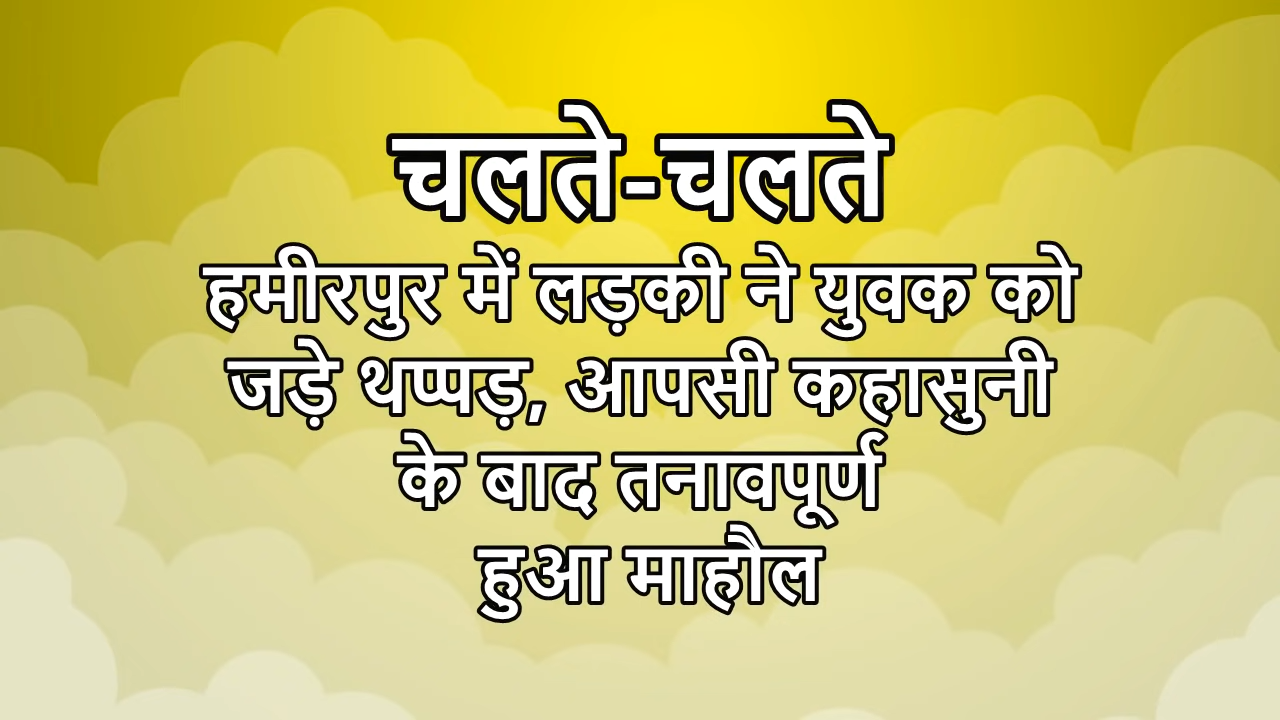 चलते-चलते
हमीरपुर में लड़की ने युवक को
जड़े थप्पड़, आपसी कहासुनी
के बाद तनावपूर्ण
हुआ माहौल